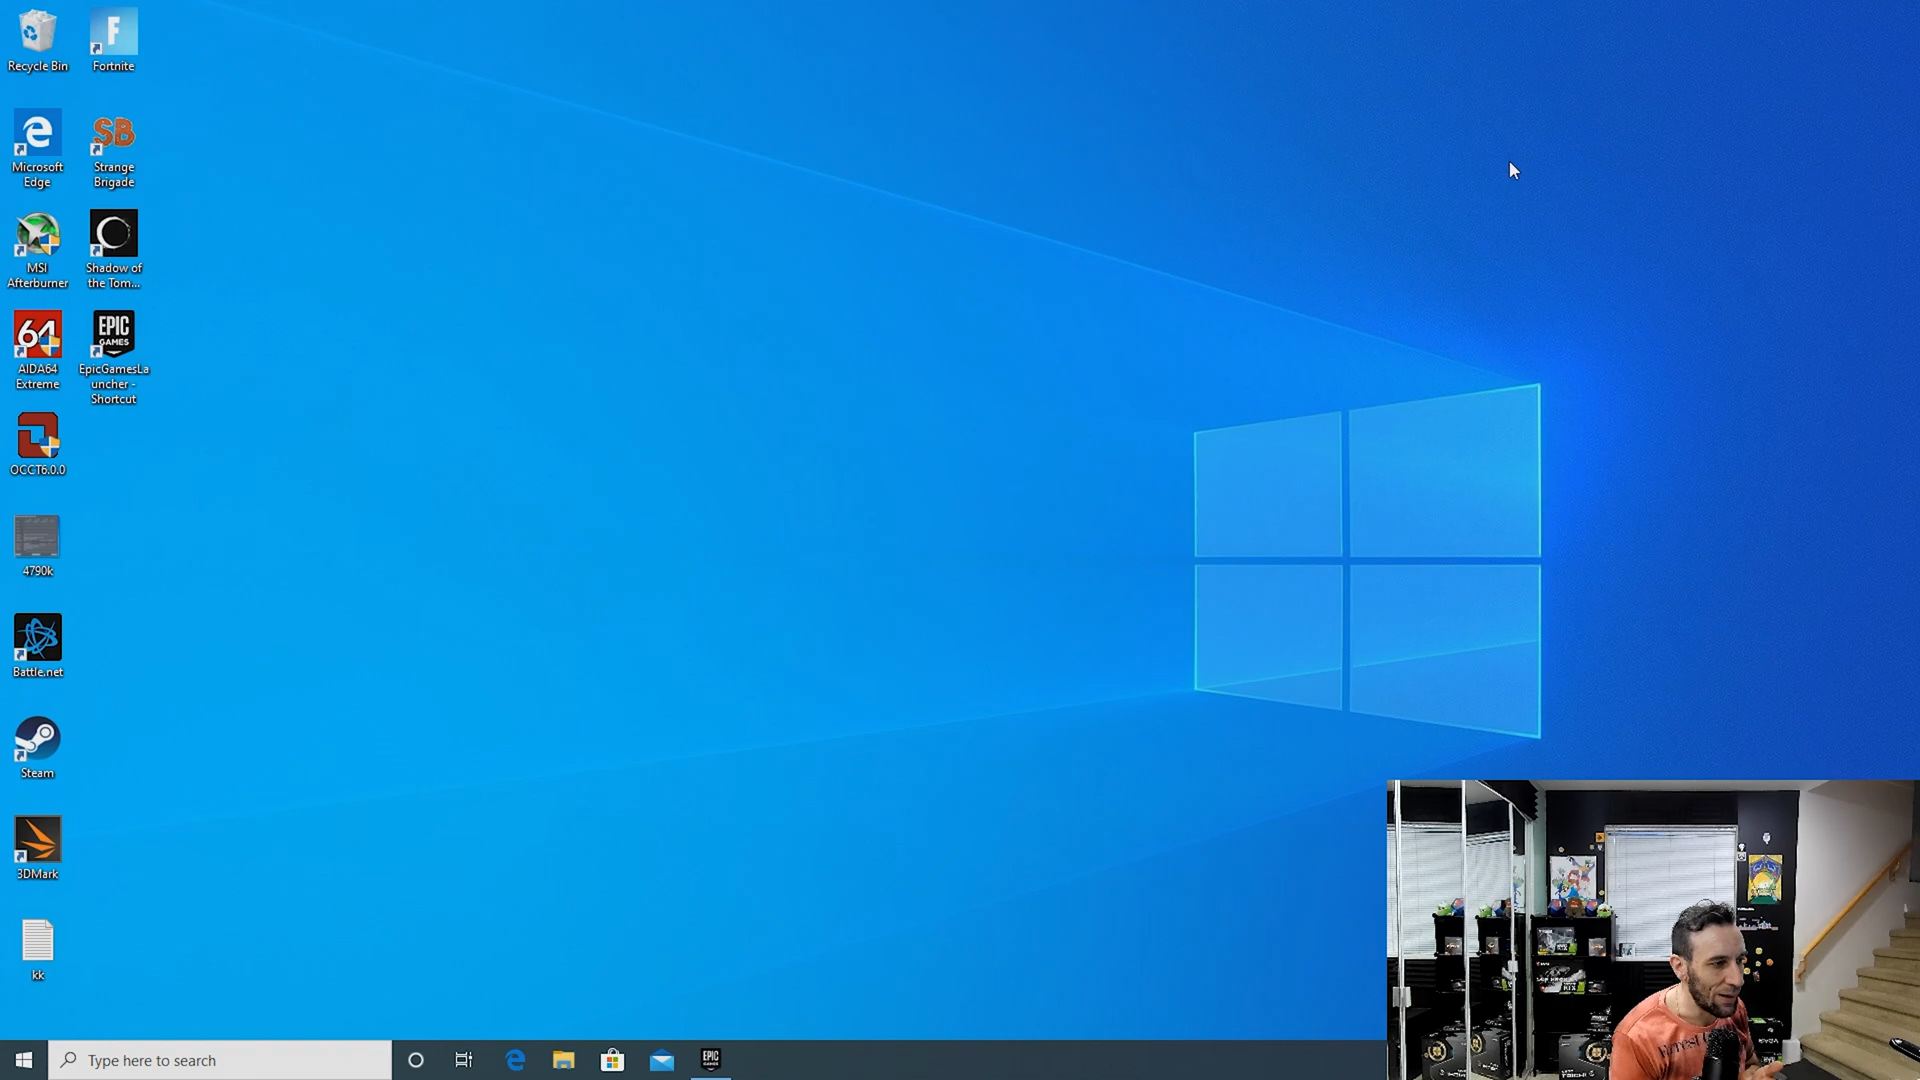 Recycle Bin
F
Fortnite
Microsoft
Edge
SB
Strange
Brigade
MSI
Afterburner
Shadow of
the Tom...
64
AIDA64
Extreme
EPIC
GAMES
EpicGamesLa
uncher -
Shortcut
OCCT6.0.0
4790k
Battle.net
Steam
3DMark
kk
Type here to search
EPIC
GAMES